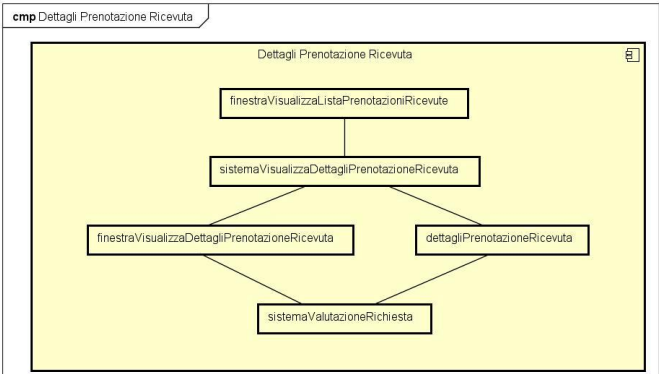 cmp Dettagli Prenotazione Ricevuta
Dettagli Prenotazione Ricevuta
finestraVisualizzaListaPrenotazioniRicevute
sistemaVisualizzaDettagliPrenotazioneRicevuta
finestraVisualizzaDettagliPrenotazioneRicevuta
dettagliPrenotazioneRicevuta
sistemaValutazioneRichiesta